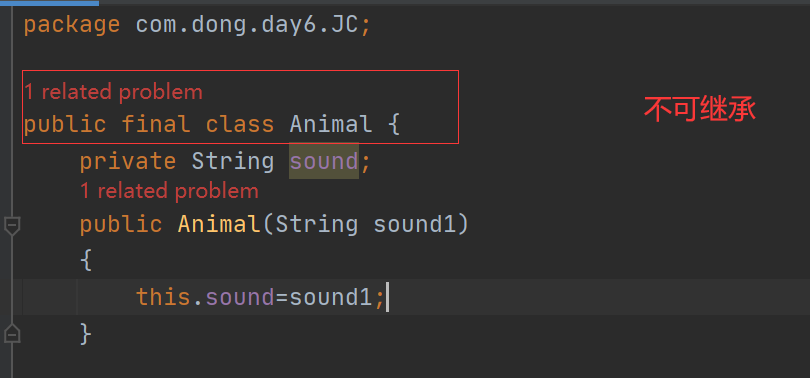 package com.dong.day6.JC;
1 related problem
public final class Animal {
不可继承
private String sound;
1 related problem
public Animal(String sound1)
{
this.sound=sound1;
}